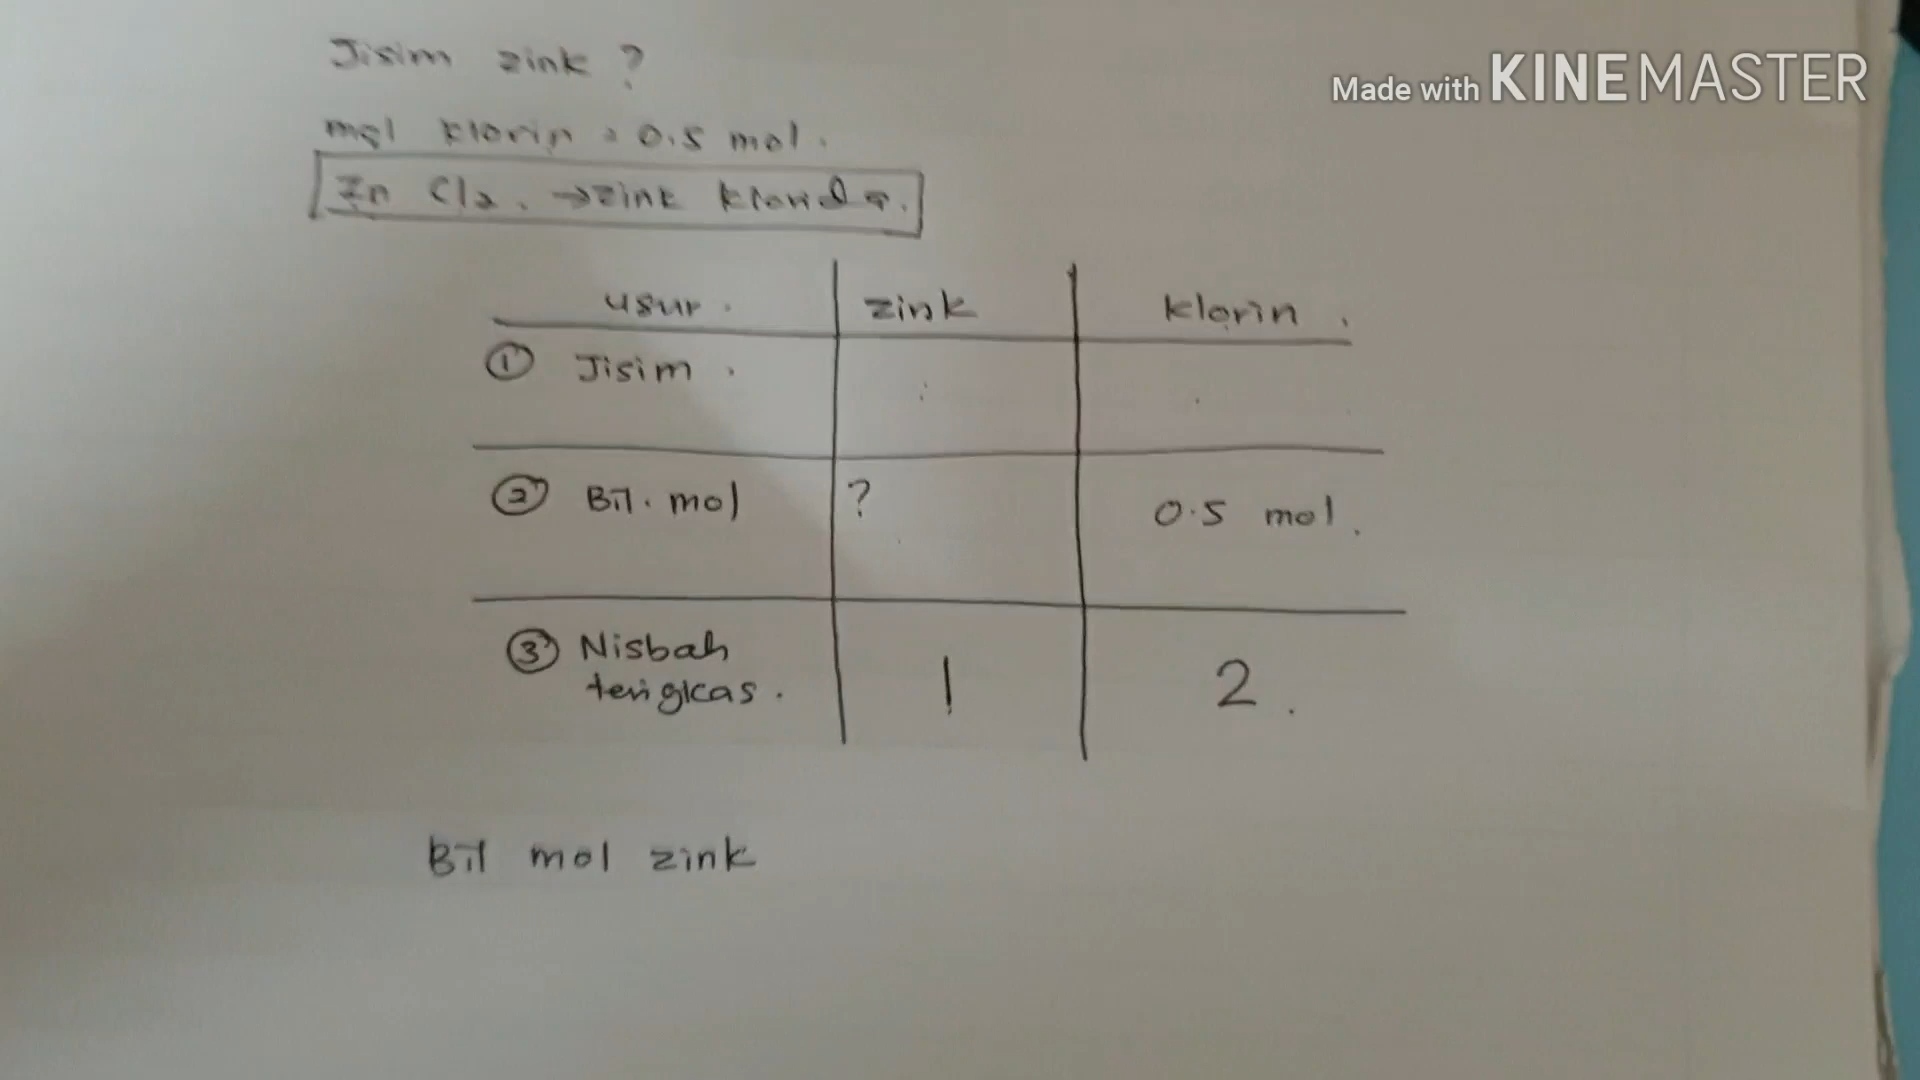 Jisim zink ?
Made with KINEMASTER
mol klorin = 0.5 mol.
Zn Cl2. → zink klorida.
usur. zink klorin.
① Jisim.
② Bil. mol ? 0.5 mol.
③ Nisbah 1 2.
teringkas.
Bil mol zink